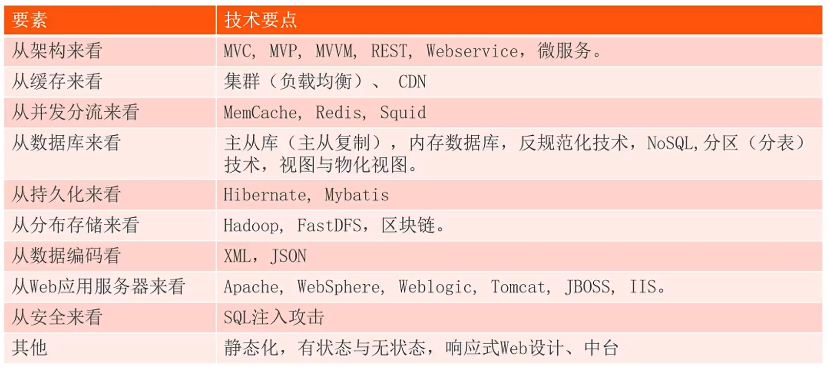 要素 技术要点
从架构来看 MVC, MVP, MVVM, REST, Webservice，微服务。
从缓存来看 集群（负载均衡）、 CDN
从并发分流来看 MemCache, Redis, Squid
从数据库来看 主从库（主从复制），内存数据库，反规范化技术，NoSQL,分区（分表）
技术，视图与物化视图。
从持久化来看 Hibernate, Mybatis
从分布存储来看 Hadoop, FastDFS，区块链。
从数据编码看 XML，JSON
从Web应用服务器来看 Apache, WebSphere, Weblogic, Tomcat, JBOSS, IIS。
从安全来看 SQL注入攻击
其他 静态化，有状态与无状态，响应式Web设计、中台